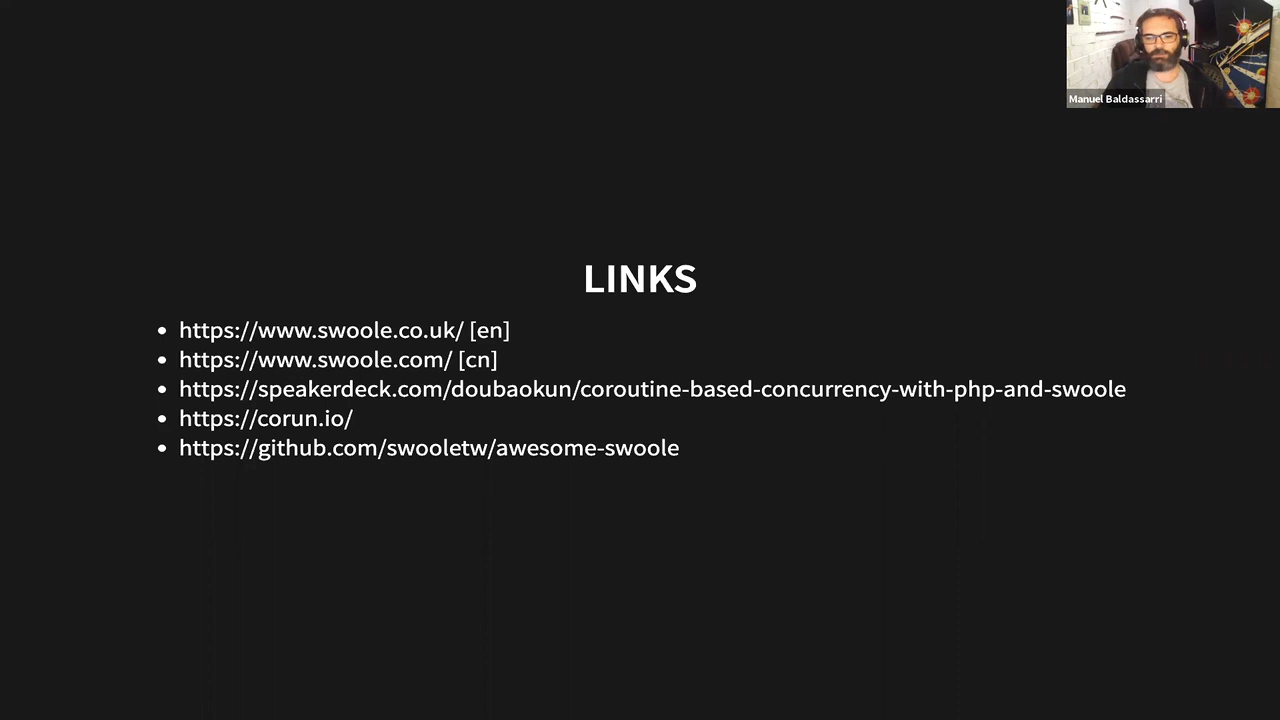 Manuel Baldassarri
LINKS
https://www.swoole.co.uk/ [en]
https://www.swoole.com/ [cn]
https://speakerdeck.com/doubaokun/coroutine-based-concurrency-with-php-and-swoole
https://corun.io/
https://github.com/swooletw/awesome-swoole